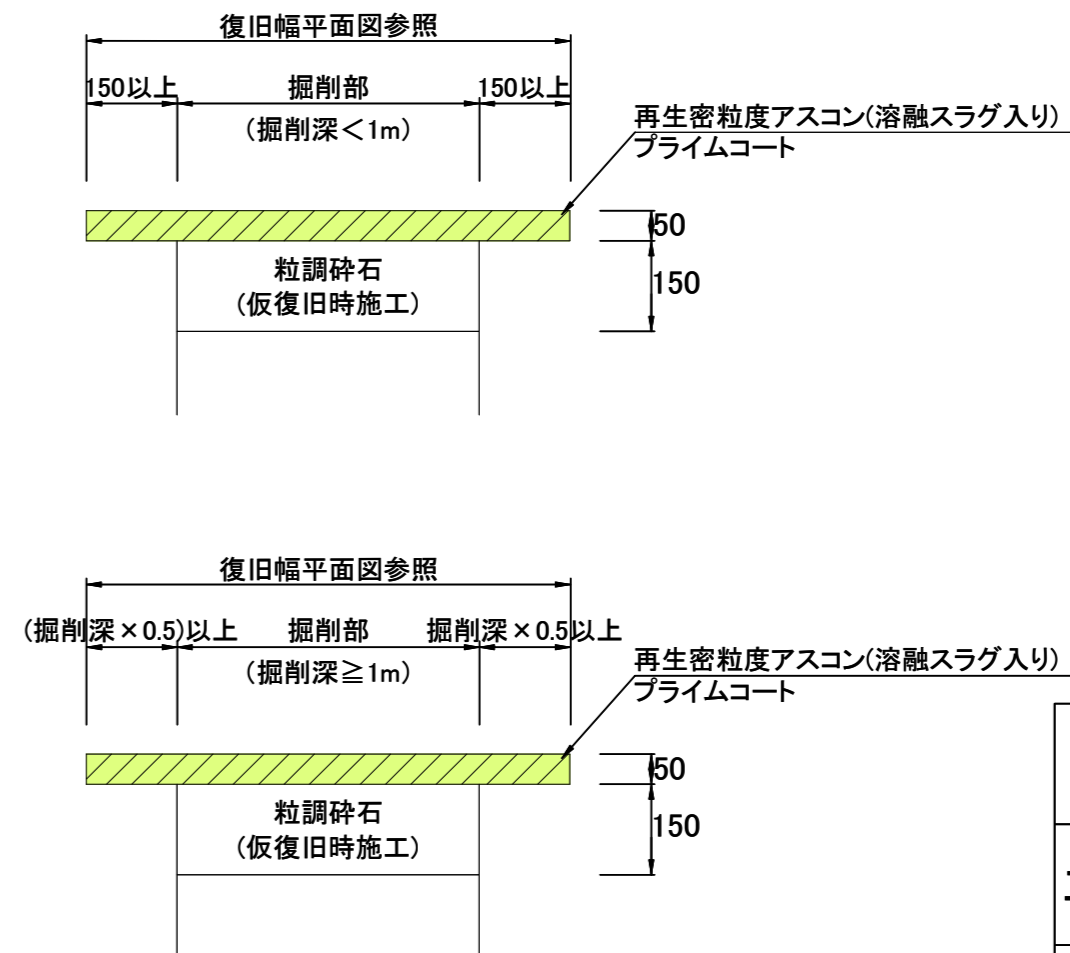 復旧幅平面図参照
150以上 掘削部 150以上
(掘削深<1m)
再生密粒度アスコン(溶融スラグ入り)
プライムコート
50
粒調砕石
150
(仮復旧時施工)
復旧幅平面図参照
(掘削深×0.5)以上 掘削部 掘削深×0.5以上
(掘削深≧1m)
再生密粒度アスコン(溶融スラグ入り)
プライムコート
50
粒調砕石
150
(仮復旧時施工)